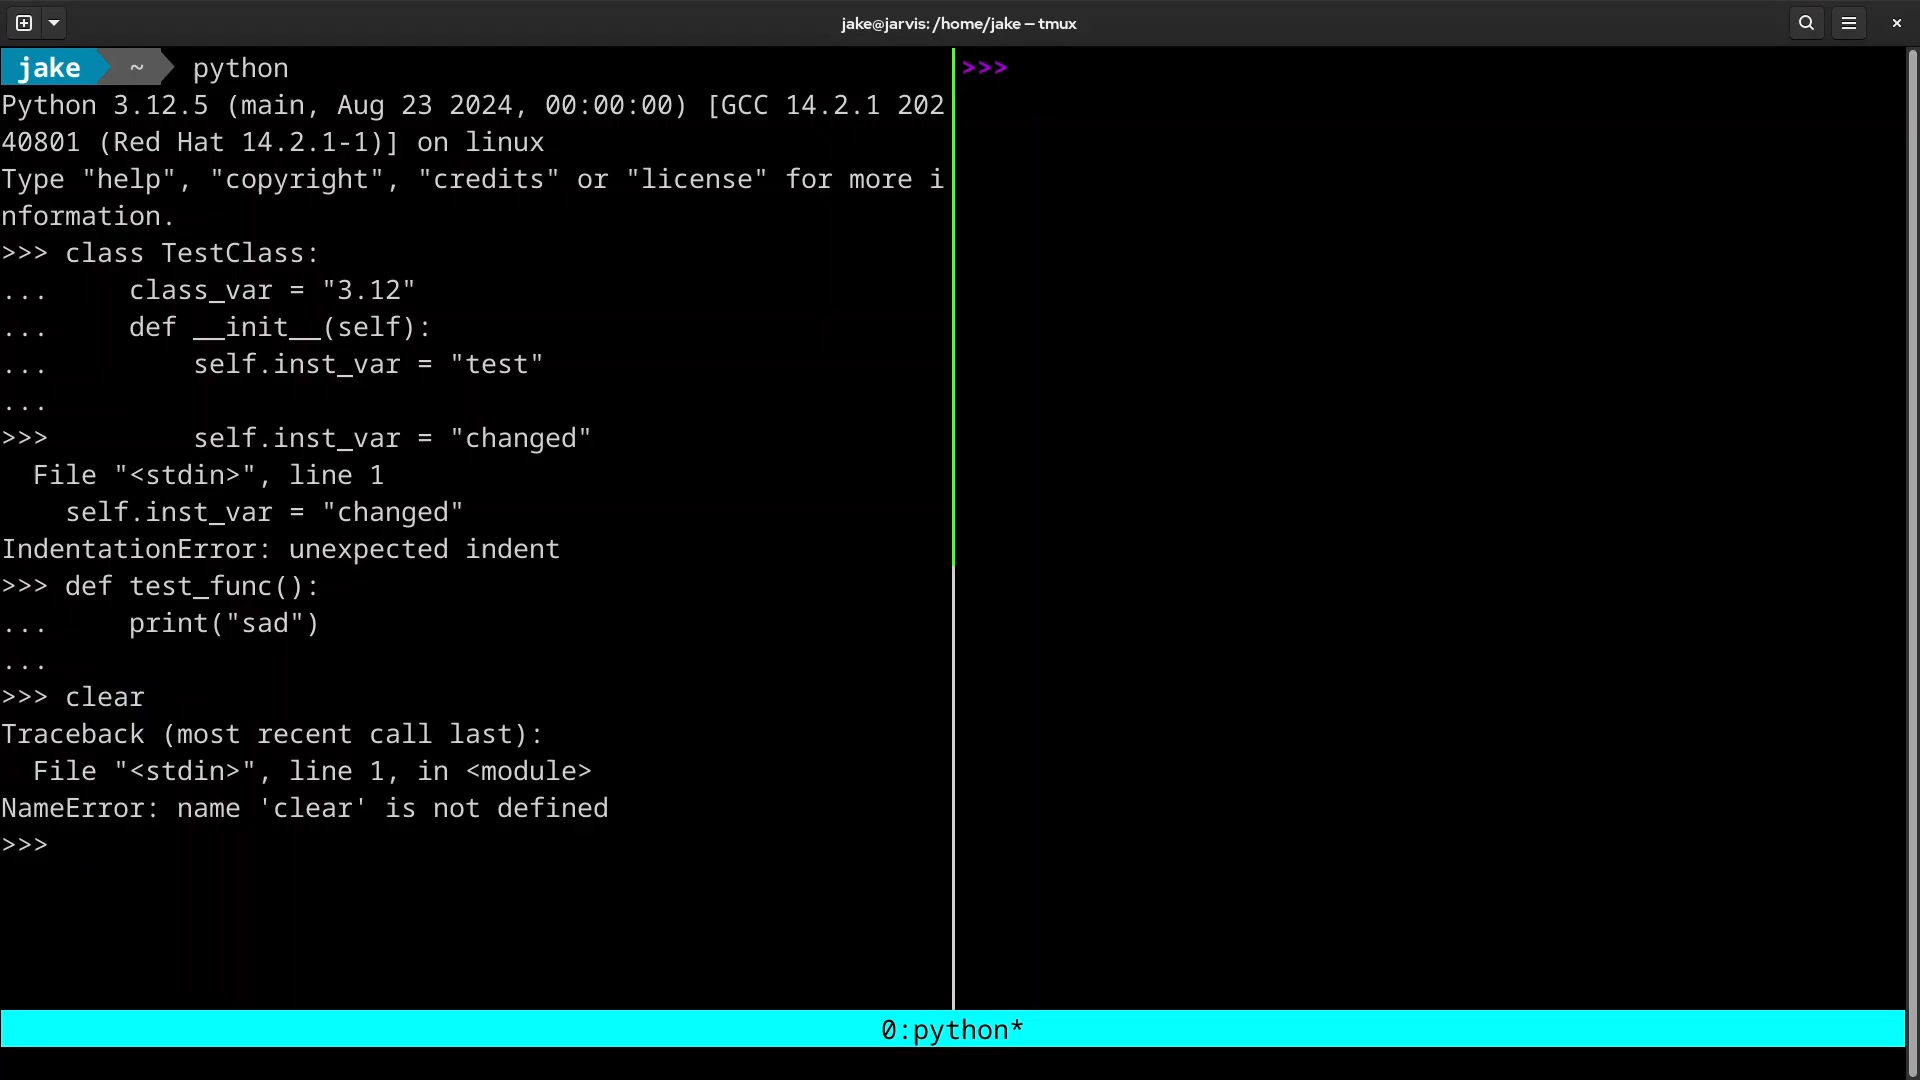 jake@jarvis:/home/jake — tmux
jake ~ python
Python 3.12.5 (main, Aug 23 2024, 00:00:00) [GCC 14.2.1 202
40801 (Red Hat 14.2.1-1)] on linux
Type "help", "copyright", "credits" or "license" for more i
nformation.
>>> class TestClass:
...     class_var = "3.12"
...     def __init__(self):
...         self.inst_var = "test"
...
>>>         self.inst_var = "changed"
  File "<stdin>", line 1
    self.inst_var = "changed"
IndentationError: unexpected indent
>>> def test_func():
...     print("sad")
...
>>> clear
Traceback (most recent call last):
  File "<stdin>", line 1, in <module>
NameError: name 'clear' is not defined
>>>
>>>
0:python*